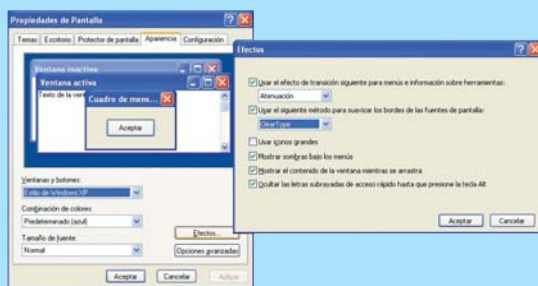 Propiedades de Pantalla
Temas Escritorio Protector de pantalla Apariencia Configuración
Ventana inactiva
Ventana activa
Texto de la ven
Cuadro de mens...
Aceptar
Ventanas y botones:
Estilo de Windows XP
Combinación de colores:
Predeterminado (azul)
Tamaño de fuente:
Normal
Efectos...
Opciones avanzadas
Aceptar Cancelar Aplicar
Efectos
Usar el efecto de transición siguiente para menús e información sobre herramientas:
Atenuación
Usar el siguiente método para suavizar los bordes de las fuentes de pantalla:
ClearType
Usar iconos grandes
Mostrar sombras bajo los menús
Mostrar el contenido de la ventana mientras se arrastra
Ocultar las letras subrayadas de acceso rápido hasta que presione la tecla Alt
Aceptar Cancelar